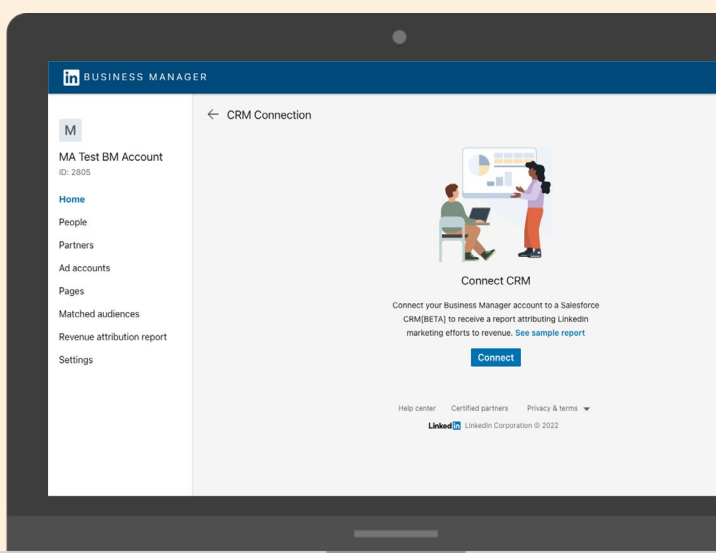 in BUSINESS MANAGER
← CRM Connection
M
MA Test BM Account
ID: 2805
Home
People
Partners
Ad accounts
Pages
Matched audiences
Revenue attribution report
Settings
Connect CRM
Connect your Business Manager account to a Salesforce
CRM[BETA] to receive a report attributing LinkedIn
marketing efforts to revenue. See sample report
Connect
Help center Certified partners Privacy & terms
Linkedin LinkedIn Corporation © 2022